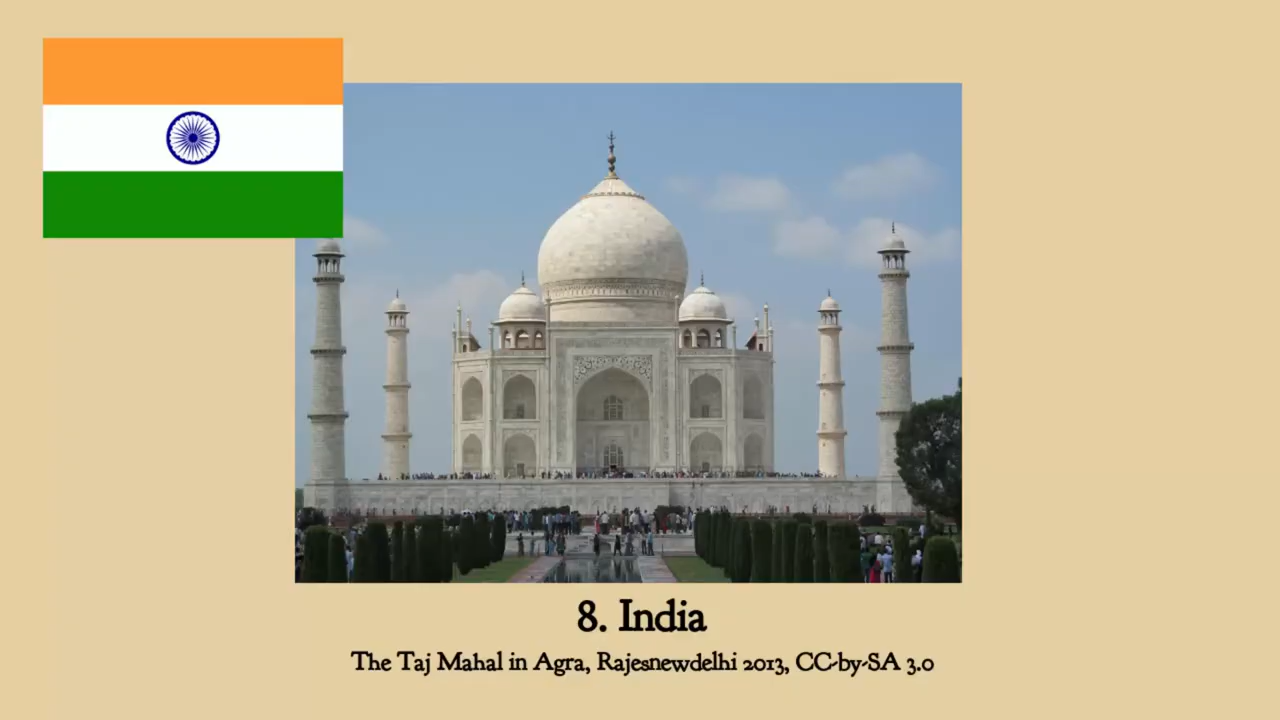 8. India
The Taj Mahal in Agra, Rajesnewdelhi 2013, CC-by-SA 3.0